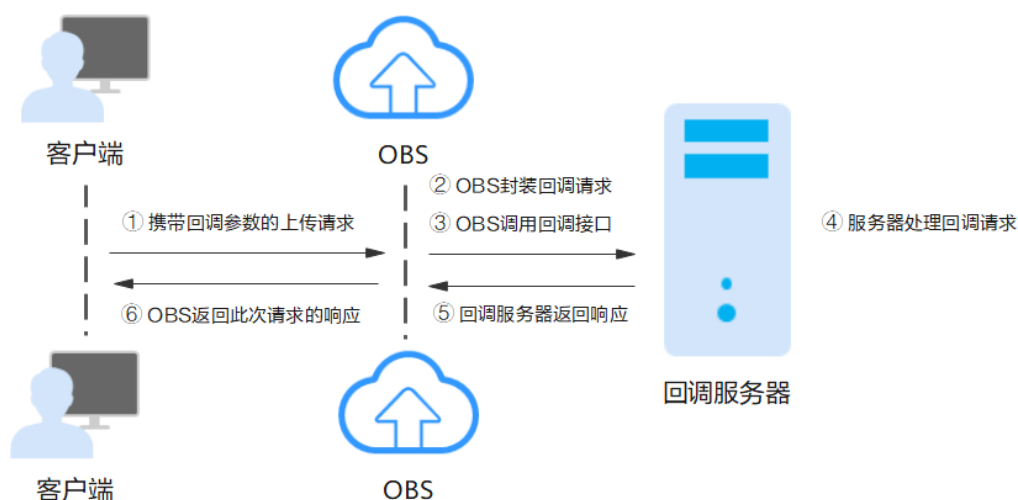 客户端
OBS
② OBS封装回调请求
① 携带回调参数的上传请求
③ OBS调用回调接口
④ 服务器处理回调请求
⑥ OBS返回此次请求的响应
⑤ 回调服务器返回响应
回调服务器
客户端
OBS